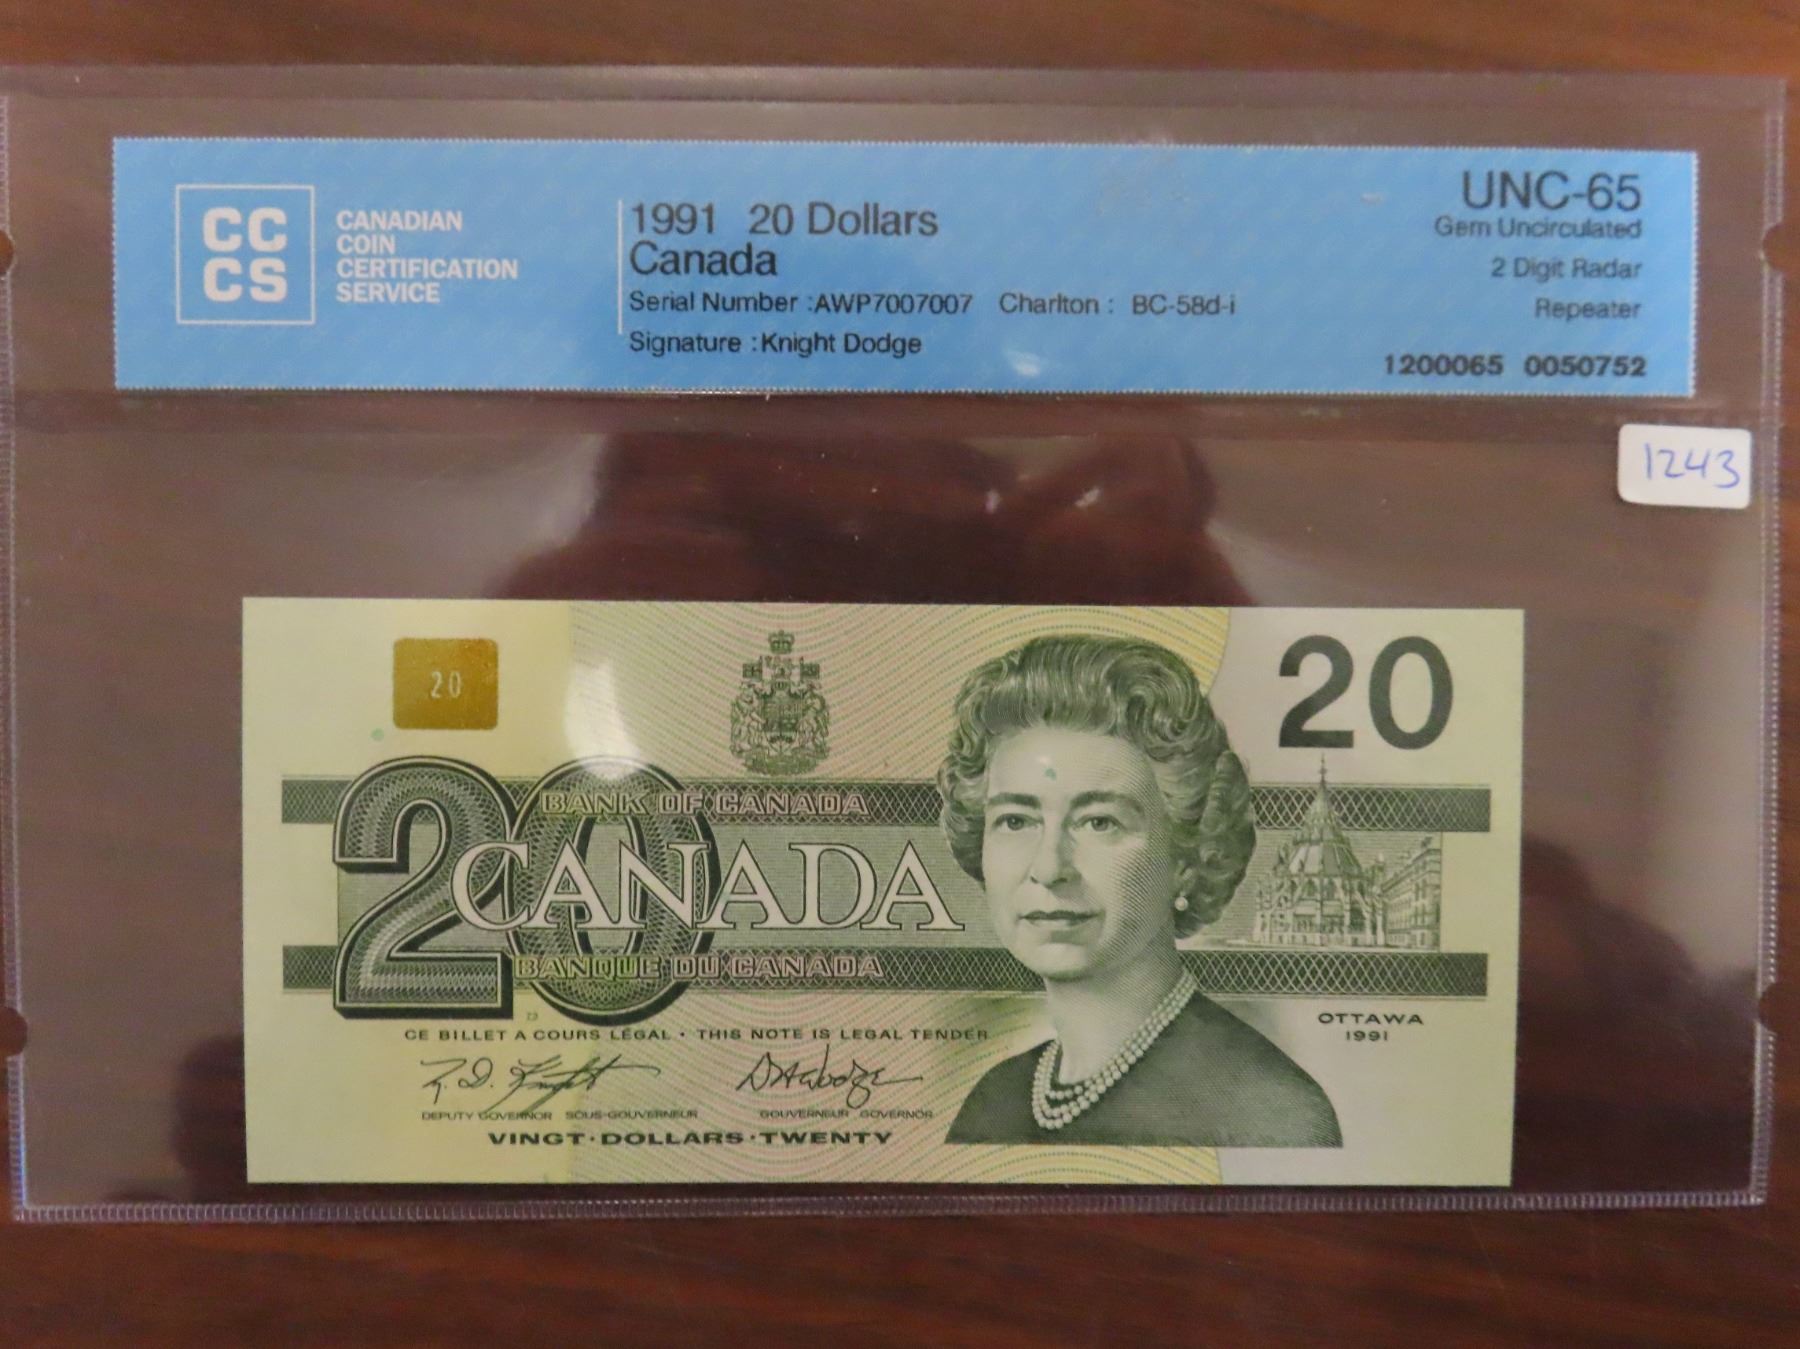 CC
CS
CANADIAN
COIN
CERTIFICATION
SERVICE
1991 20 Dollars
Canada
Serial Number :AWP7007007 Charlton : BC-58d-i
Signature :Knight Dodge
UNC-65
Gem Uncirculated
2 Digit Radar
Repeater
1200065 0050752
1243
20
20
20
BANK OF CANADA
CANADA
BANQUE DU CANADA
CE BILLET A COURS LÉGAL · THIS NOTE IS LEGAL TENDER
OTTAWA
1991
DEPUTY GOVERNOR SOUS-GOUVERNEUR
GOUVERNEUR GOVERNOR
VINGT·DOLLARS·TWENTY